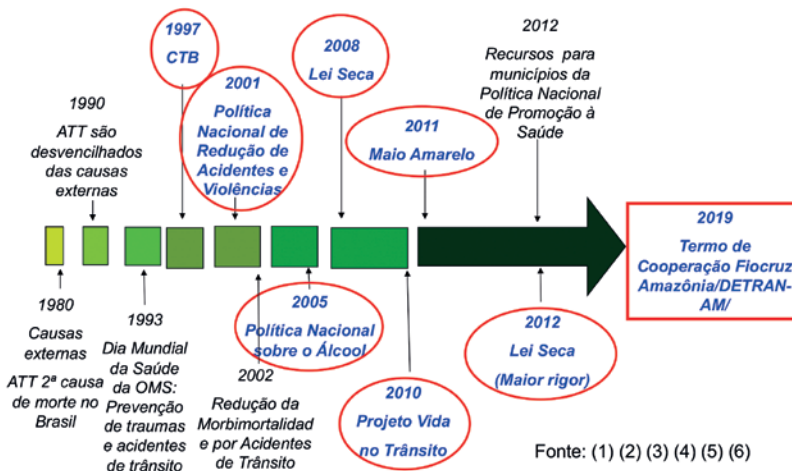 1990
ATT são
desvencilhados
das causas
externas
1997
CTB
2001
Política
Nacional de
Redução de
Acidentes e
Violências
2008
Lei Seca
2011
Maio Amarelo
2012
Recursos para
municípios da
Política Nacional
de Promoção à
Saúde
2019
Termo de
Cooperação Fiocruz
Amazônia/DETRAN-
AM/
1980
Causas
externas
ATT 2ª causa
de morte no
Brasil
1993
Dia Mundial
da Saúde
da OMS:
Prevenção
de traumas
e acidentes
de trânsito
2002
Redução da
Morbimortalidad
e por Acidentes
de Trânsito
2005
Política Nacional
sobre o Álcool
2010
Projeto Vida
no Trânsito
2012
Lei Seca
(Maior rigor)
Fonte: (1) (2) (3) (4) (5) (6)